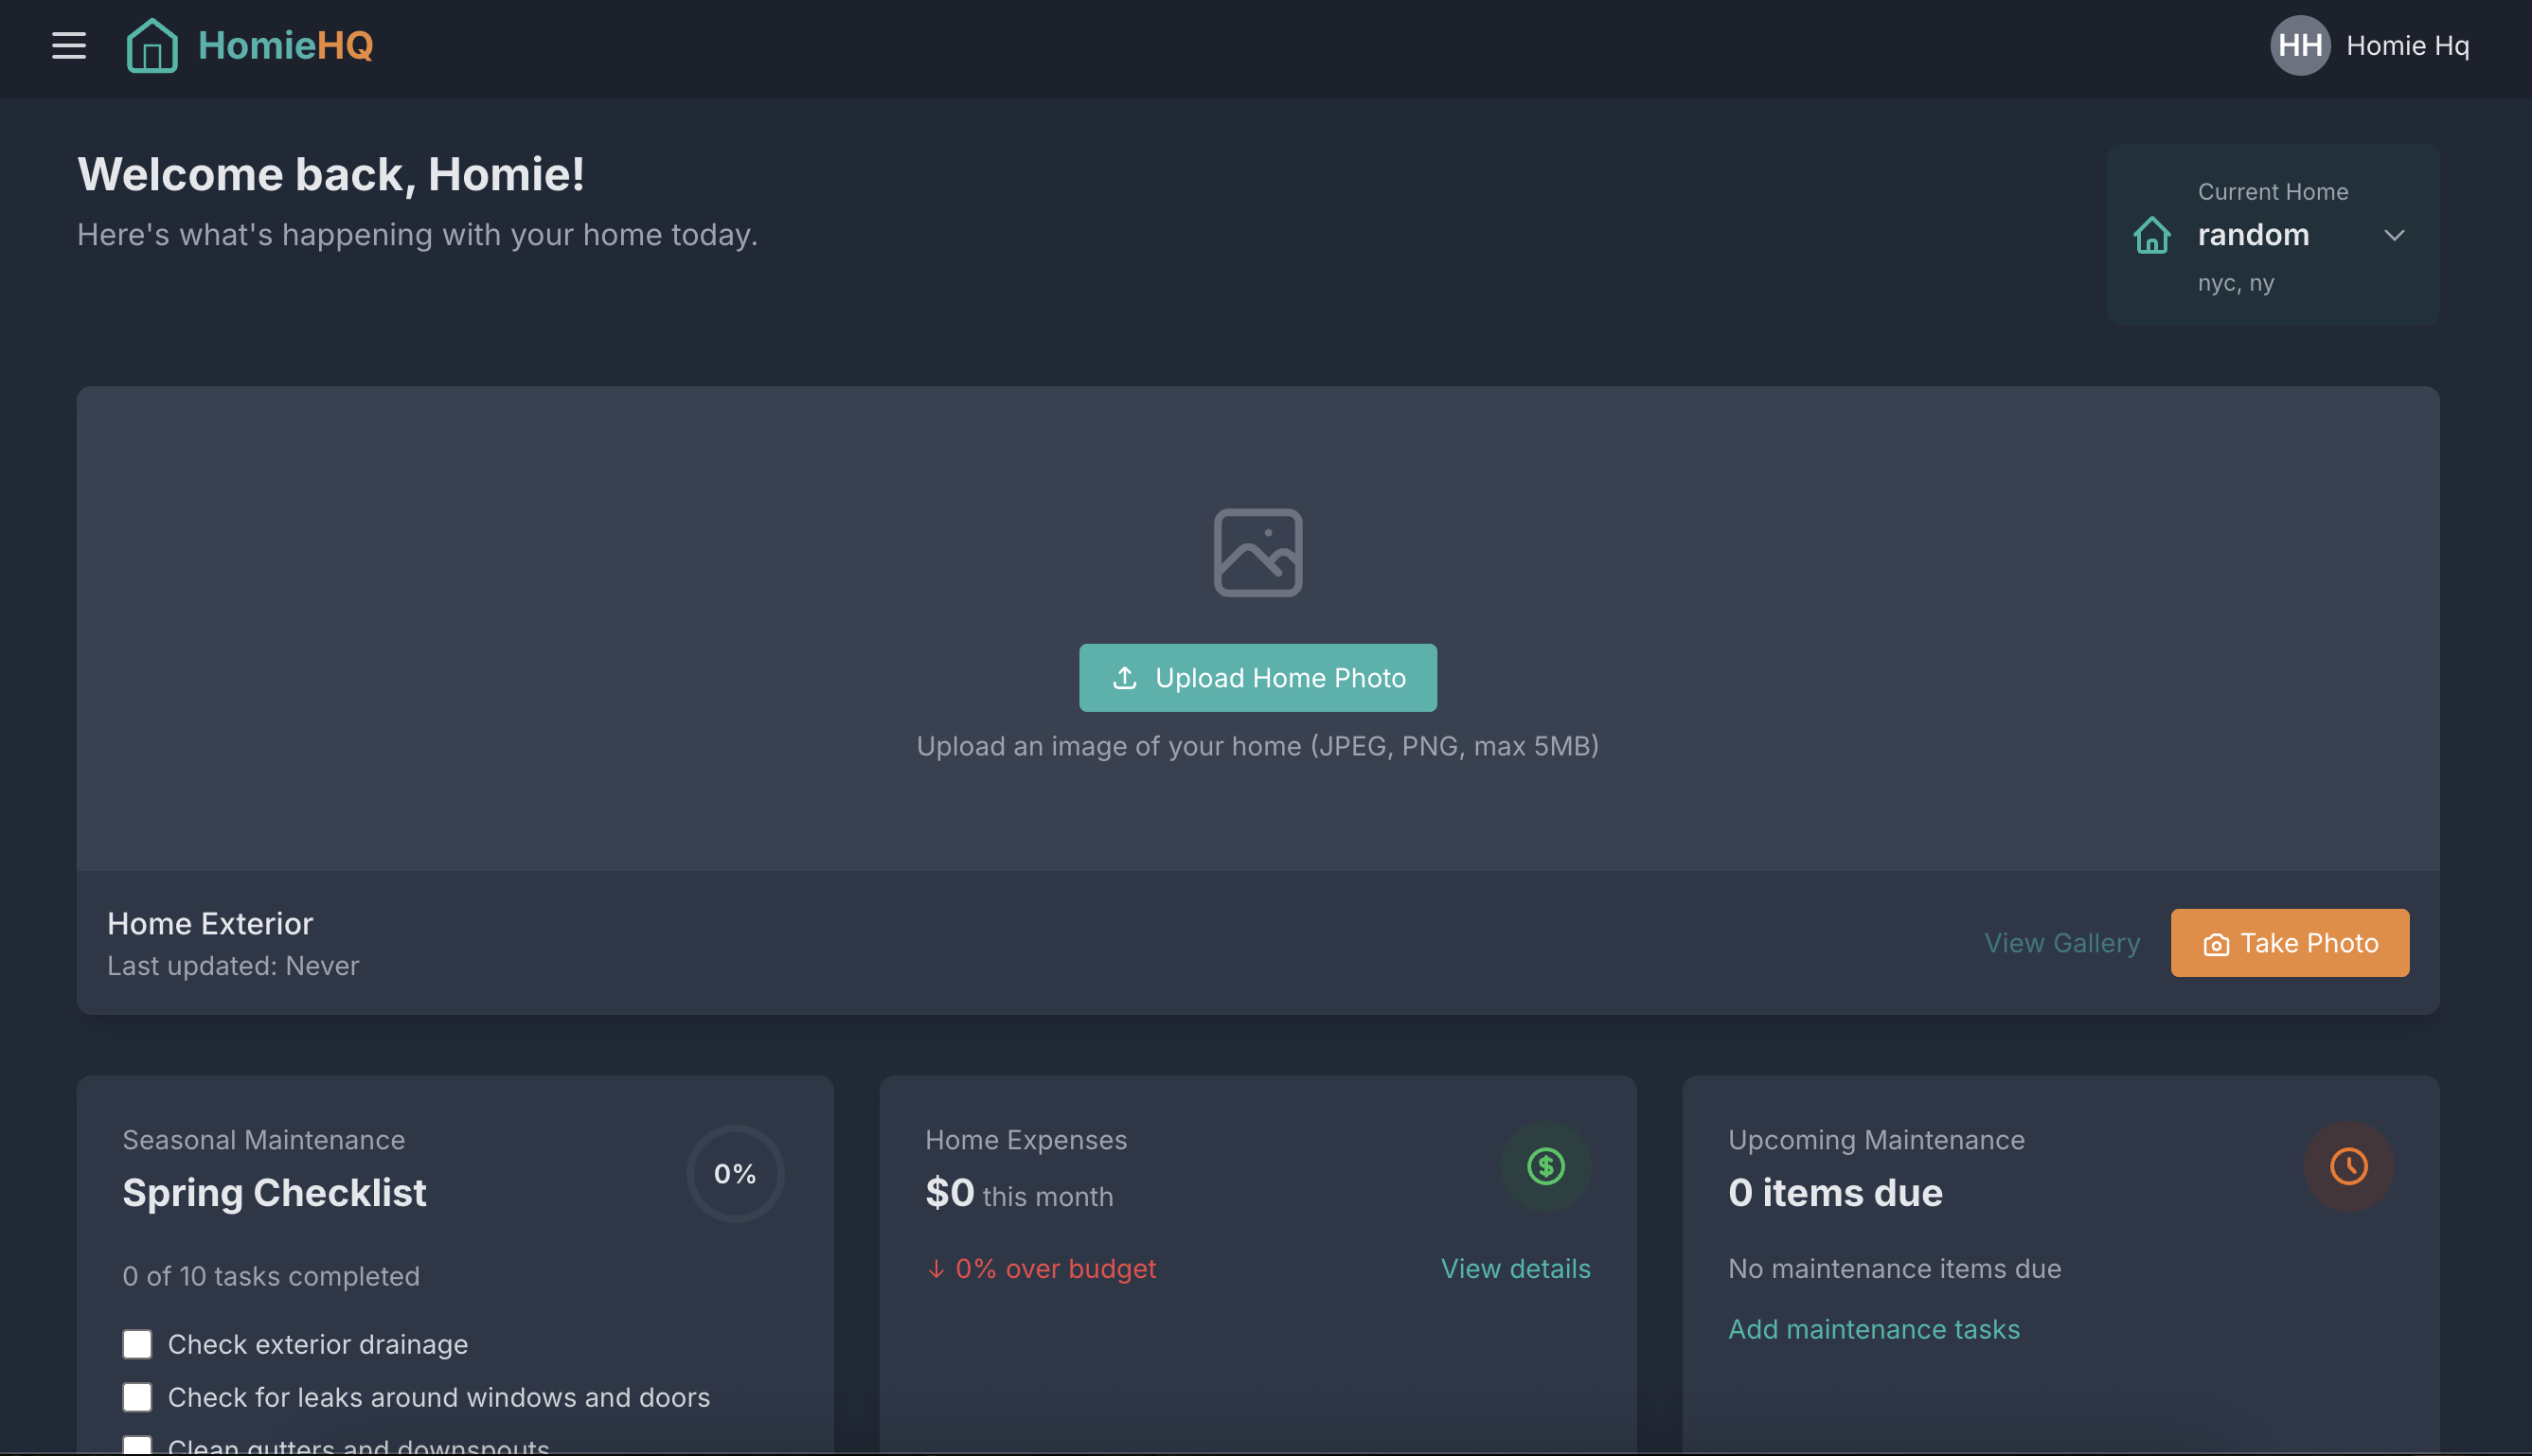 HomieHQ
HH Homie Hq
Welcome back, Homie!
Here's what's happening with your home today.
Current Home
random
nyc, ny
Upload Home Photo
Upload an image of your home (JPEG, PNG, max 5MB)
Home Exterior
Last updated: Never
View Gallery
Take Photo
Seasonal Maintenance
Spring Checklist
0%
0 of 10 tasks completed
Check exterior drainage
Check for leaks around windows and doors
Clean gutters and downspouts
Home Expenses
$0 this month
$
↓ 0% over budget
View details
Upcoming Maintenance
0 items due
No maintenance items due
Add maintenance tasks